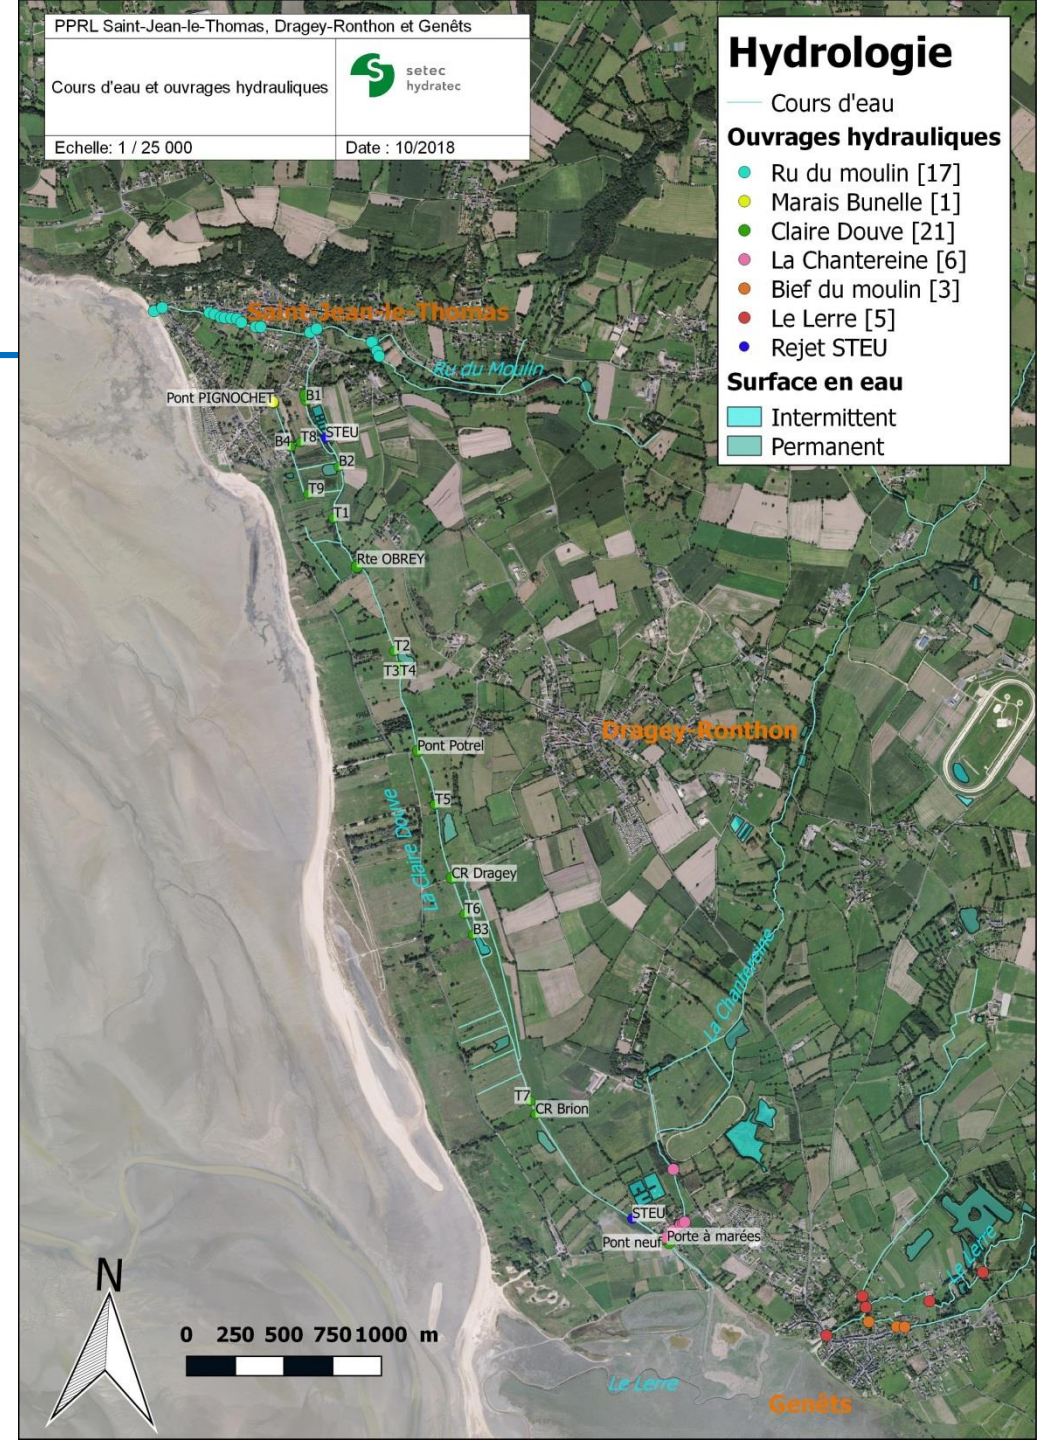 PPRL Saint-Jean-le-Thomas, Dragey-Ronthon et Genêts
Cours d'eau et ouvrages hydrauliques
setec
hydratec
Echelle: 1 / 25 000
Date : 10/2018
Hydrologie
Cours d'eau
Ouvrages hydrauliques
Ru du moulin [17]
Marais Bunelle [1]
Claire Douve [21]
La Chantereine [6]
Bief du moulin [3]
Le Lerre [5]
Rejet STEU
Surface en eau
Intermittent
Permanent
Saint-Jean-le-Thomas
Ru du Moulin
Pont PIGNOCHET
B1
STEU
T8
B4
B2
T9
T1
Rte OBREY
T2
T3T4
Dragey-Ronthon
Pont Potrel
T5
La Claire Douve
CR Dragey
T6
B3
La Chantereine
T7
CR Brion
STEU
Porte à marées
Pont neuf
Le Lerre
N
0 250 500 750 1000 m
Le Lerre
Genêts